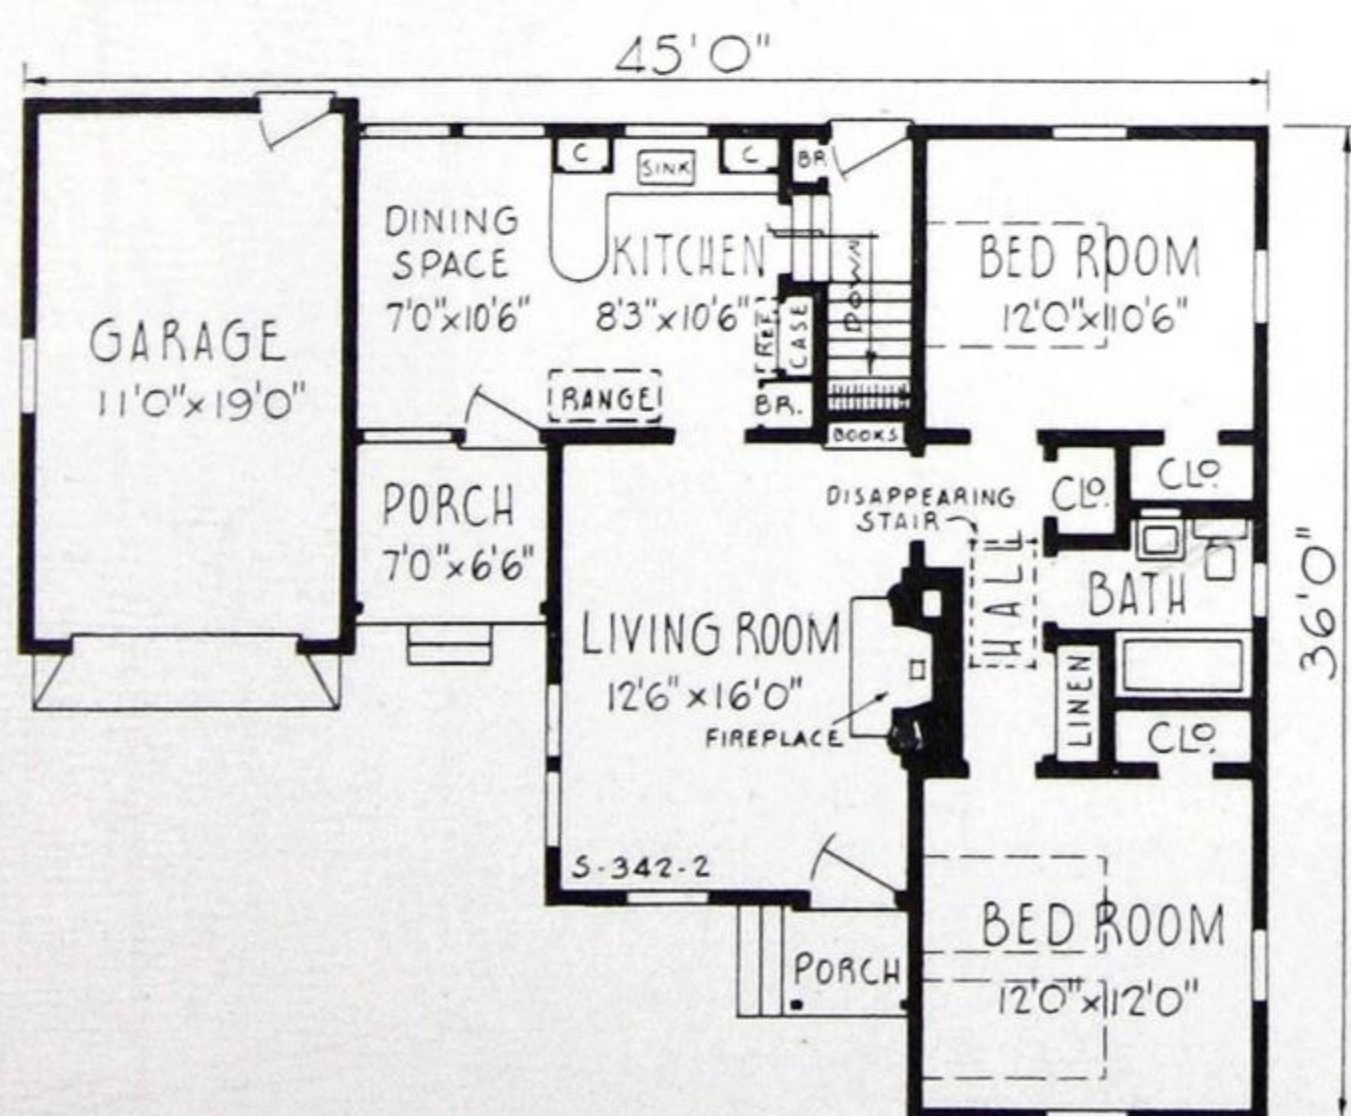 45'0"
GARAGE
11'0"x19'0"
DINING
SPACE
7'0"x10'6"
C
SINK
C
BR.
KITCHEN
8'3"x10'6"
REF.
CASE
DOWN
RANGE
BR.
BOOKS
BED ROOM
12'0"x10'6"
CLO.
CLO.
PORCH
7'0"x6'6"
DISAPPEARING
STAIR
HALL
BATH
LINEN
CLO.
LIVING ROOM
12'6"x16'0"
FIREPLACE
S-342-2
PORCH
BED ROOM
12'0"x12'0"
36'0"